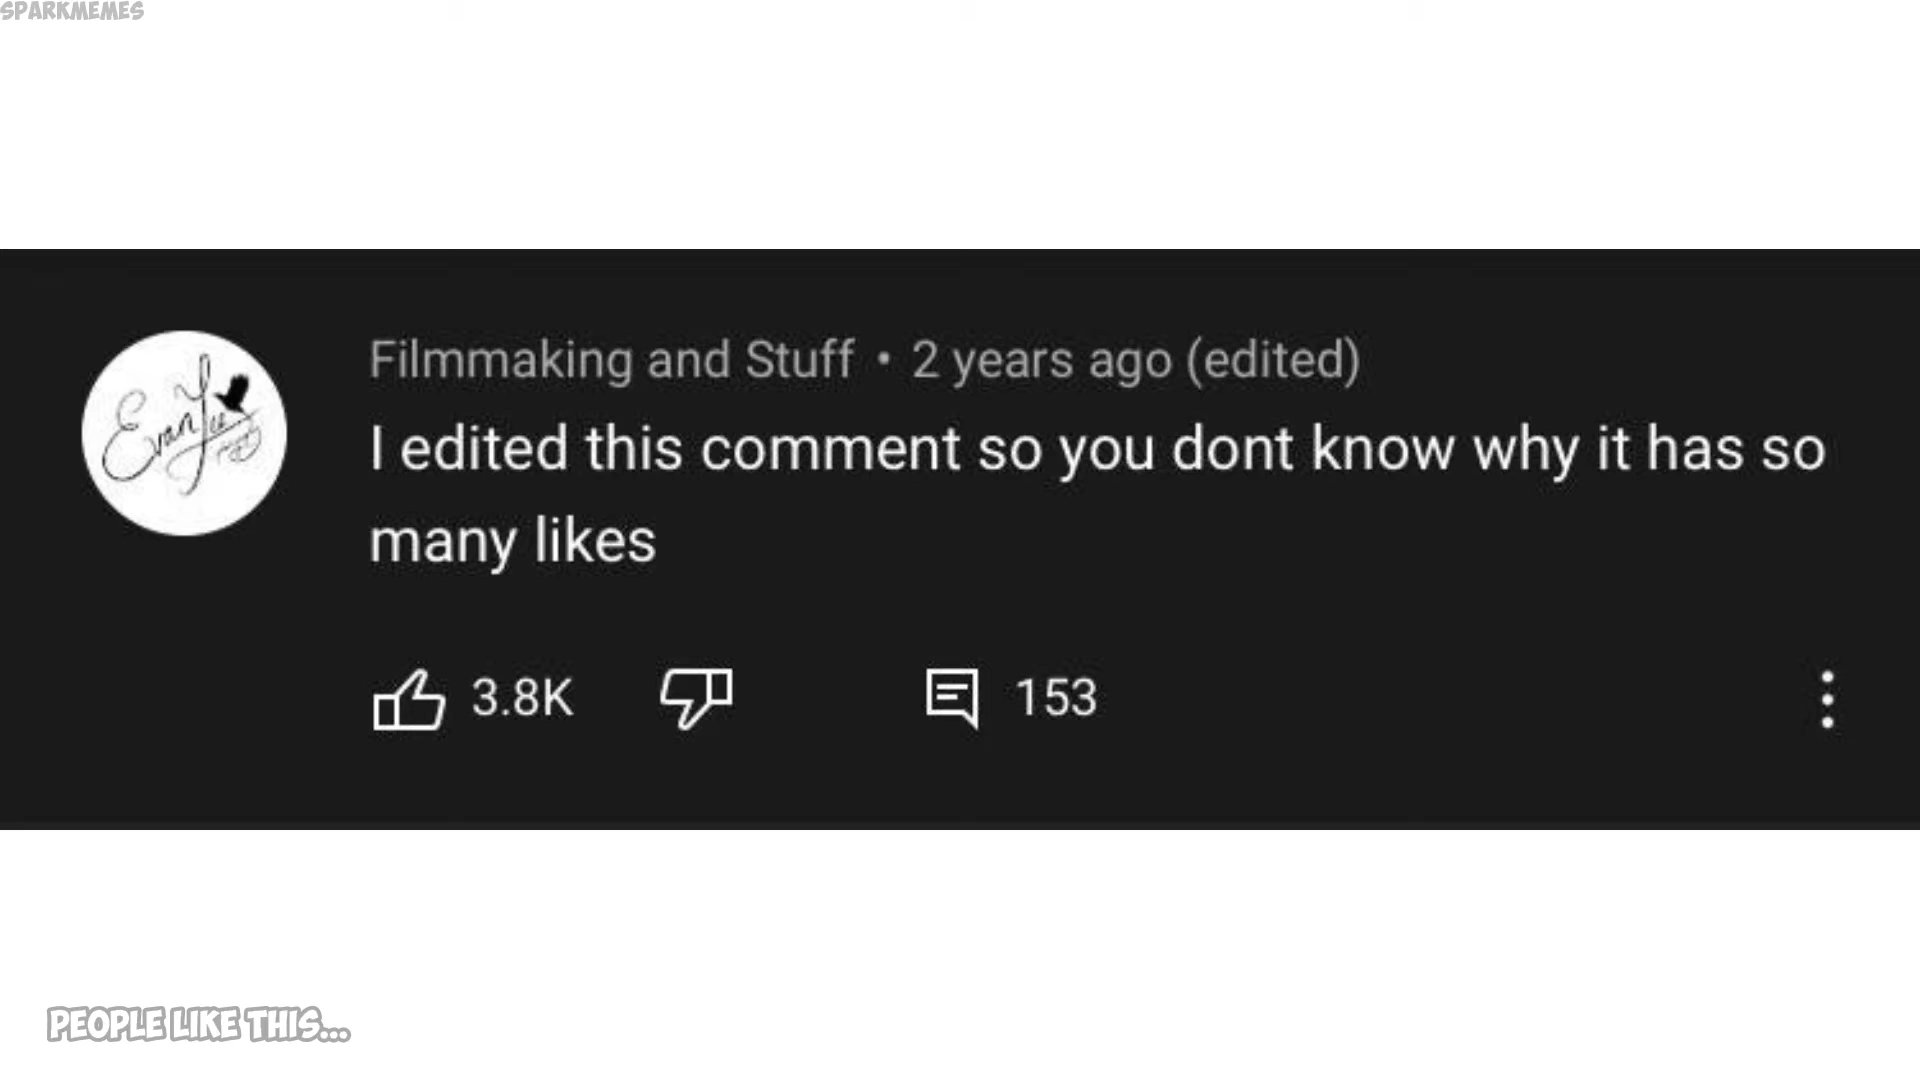 SPARKMEMES
Filmmaking and Stuff • 2 years ago (edited)
I edited this comment so you dont know why it has so
many likes
3.8K 153
PEOPLE LIKE THIS...